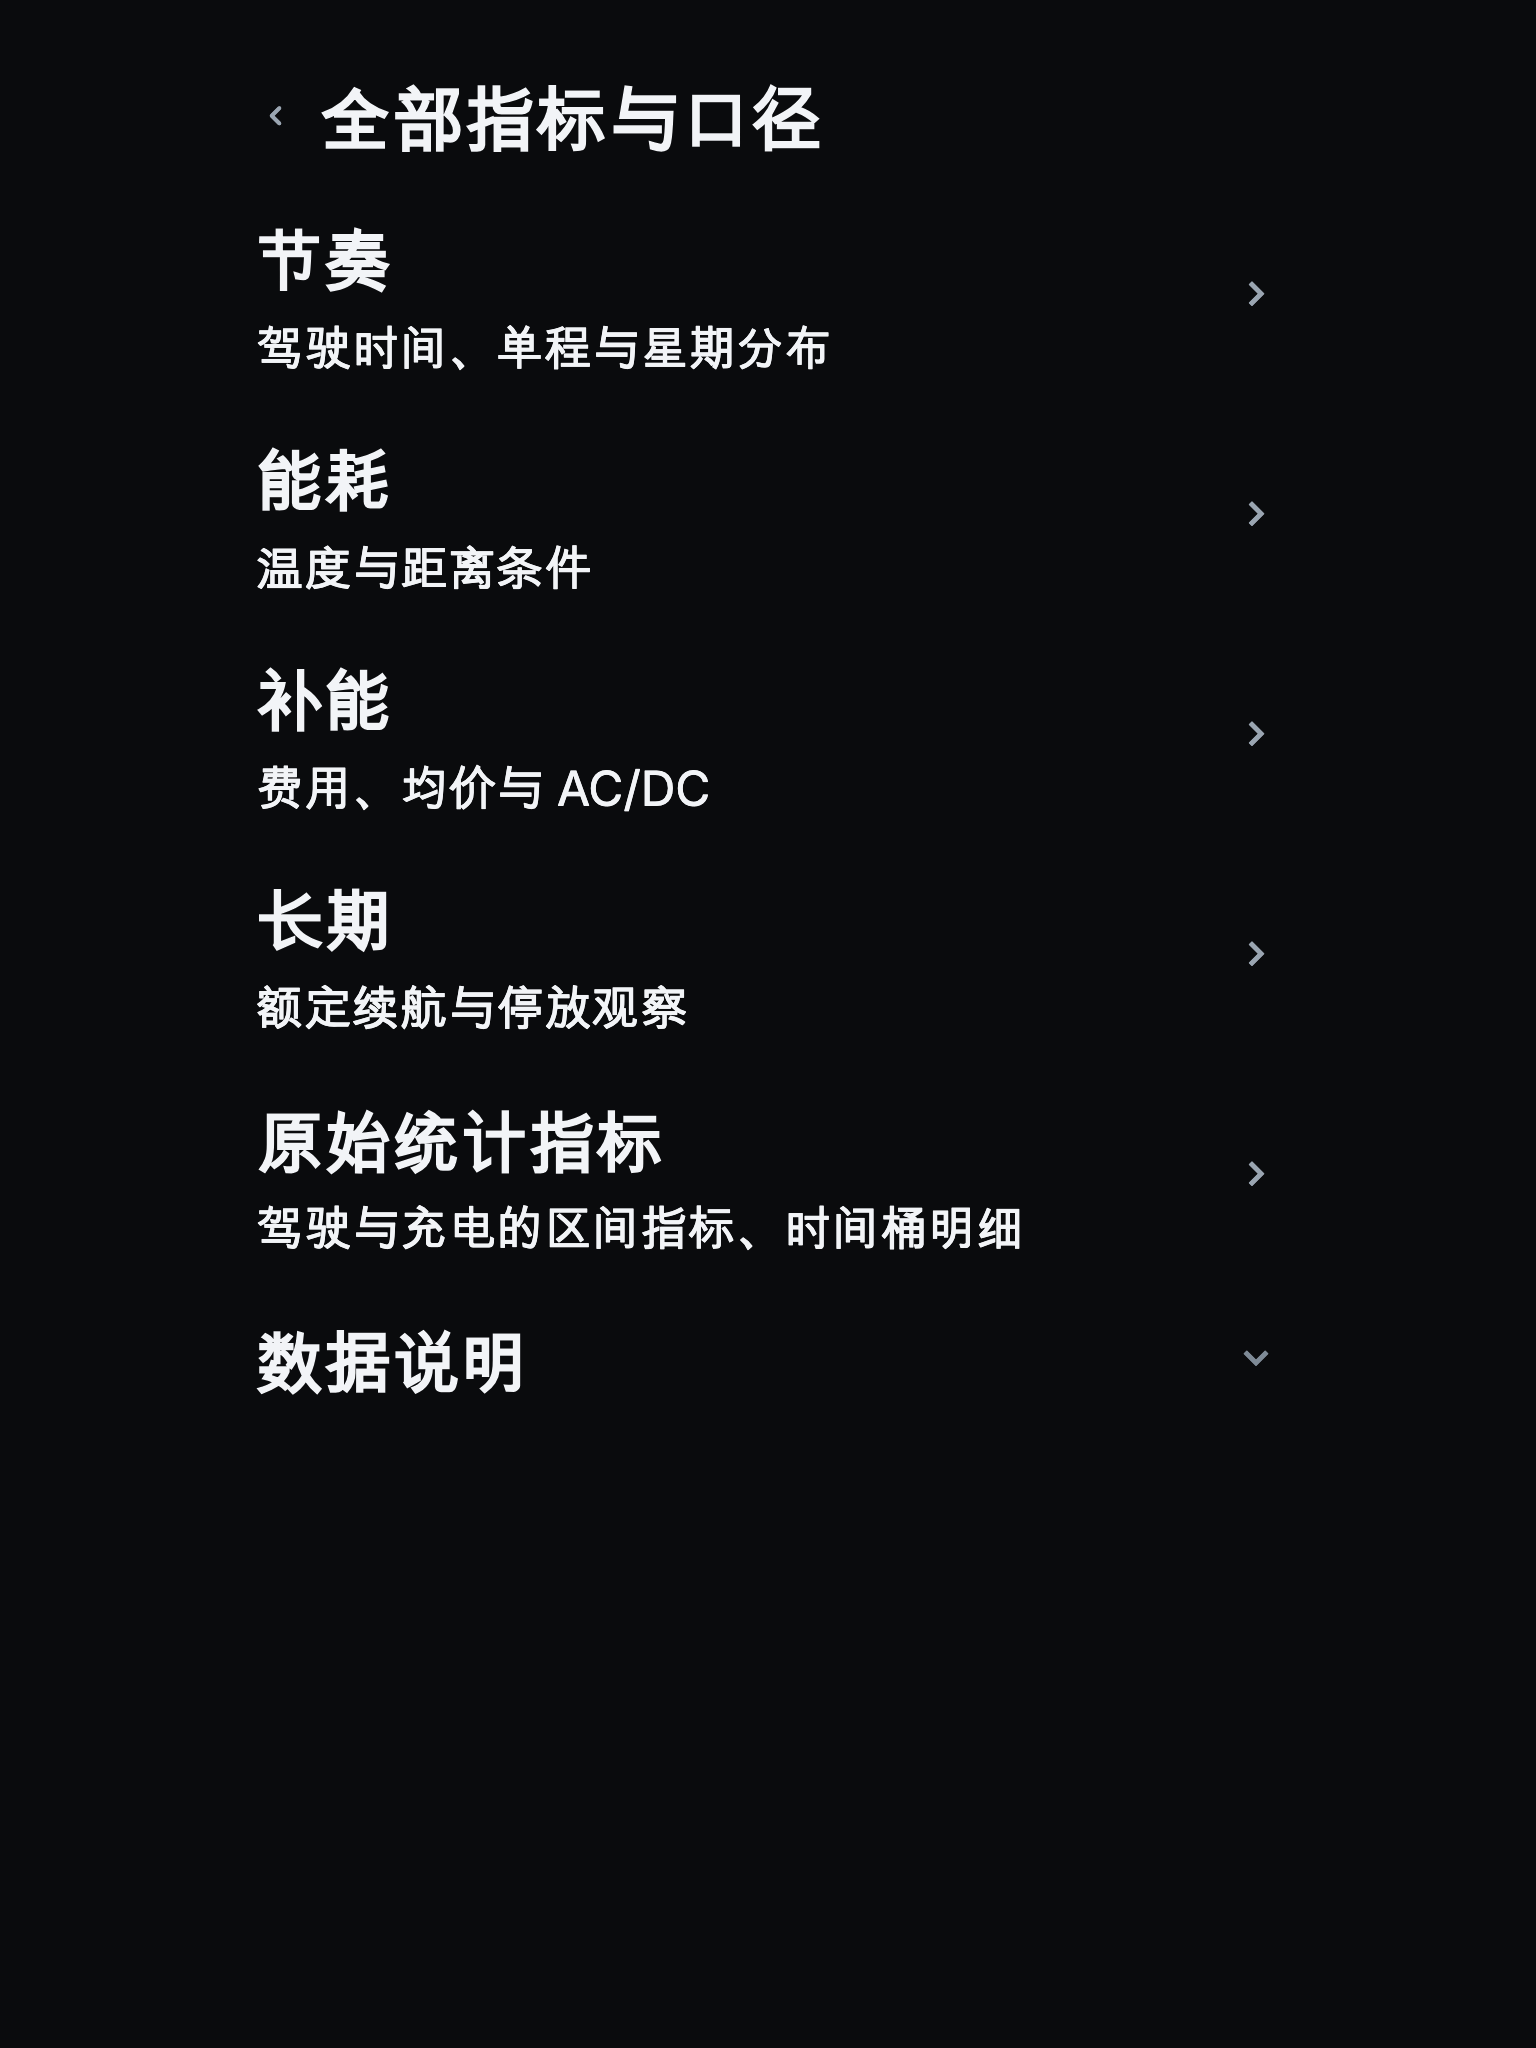 全部指标与口径
节奏
驾驶时间、单程与星期分布
能耗
温度与距离条件
补能
费用、均价与 AC/DC
长期
额定续航与停放观察
原始统计指标
驾驶与充电的区间指标、时间桶明细
数据说明